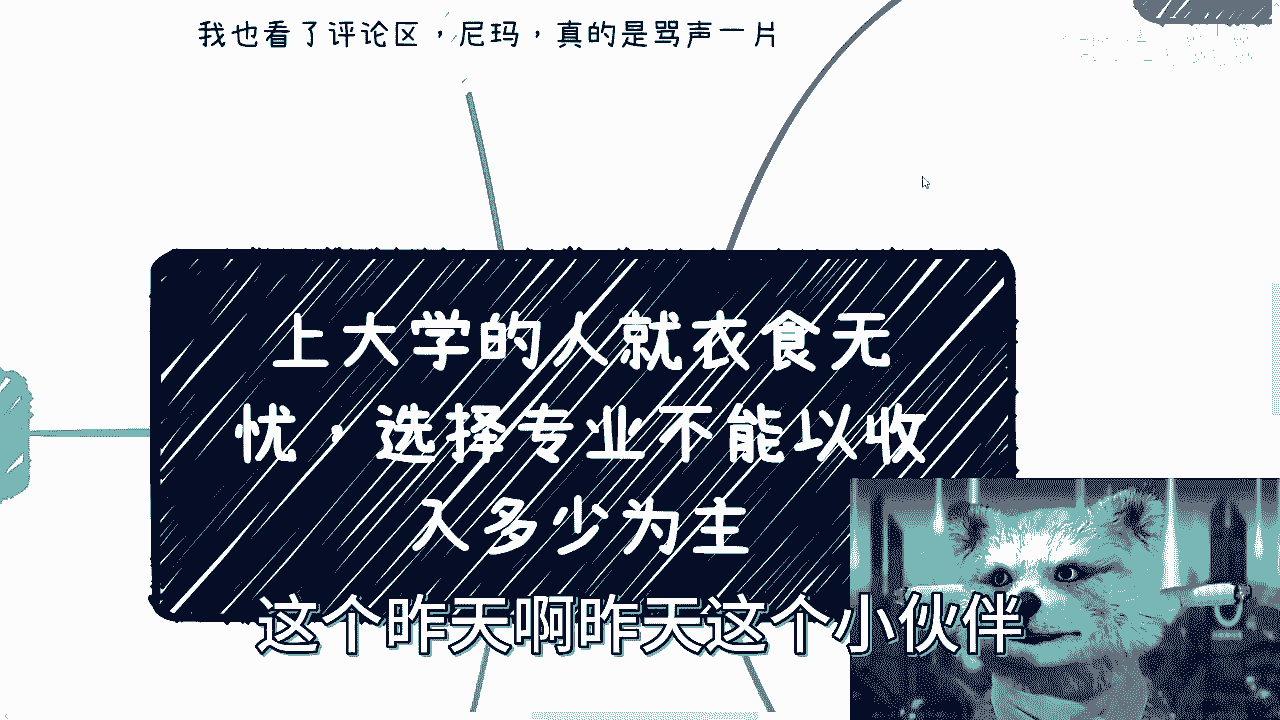 我也看了评论区，尼玛，真的是骂声一片
上大学的人就衣食无
忧，选择专业不能以收
入多少为主
这个昨天啊昨天这个小伙伴